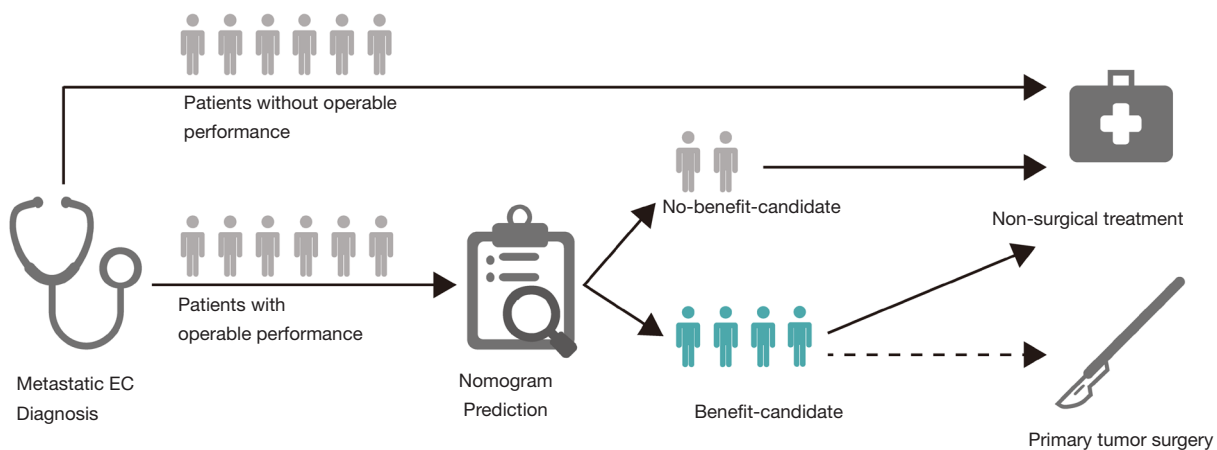 Patients without operable
performance
No-benefit-candidate
Non-surgical treatment
Patients with
operable performance
Metastatic EC
Diagnosis
Nomogram
Prediction
Benefit-candidate
Primary tumor surgery